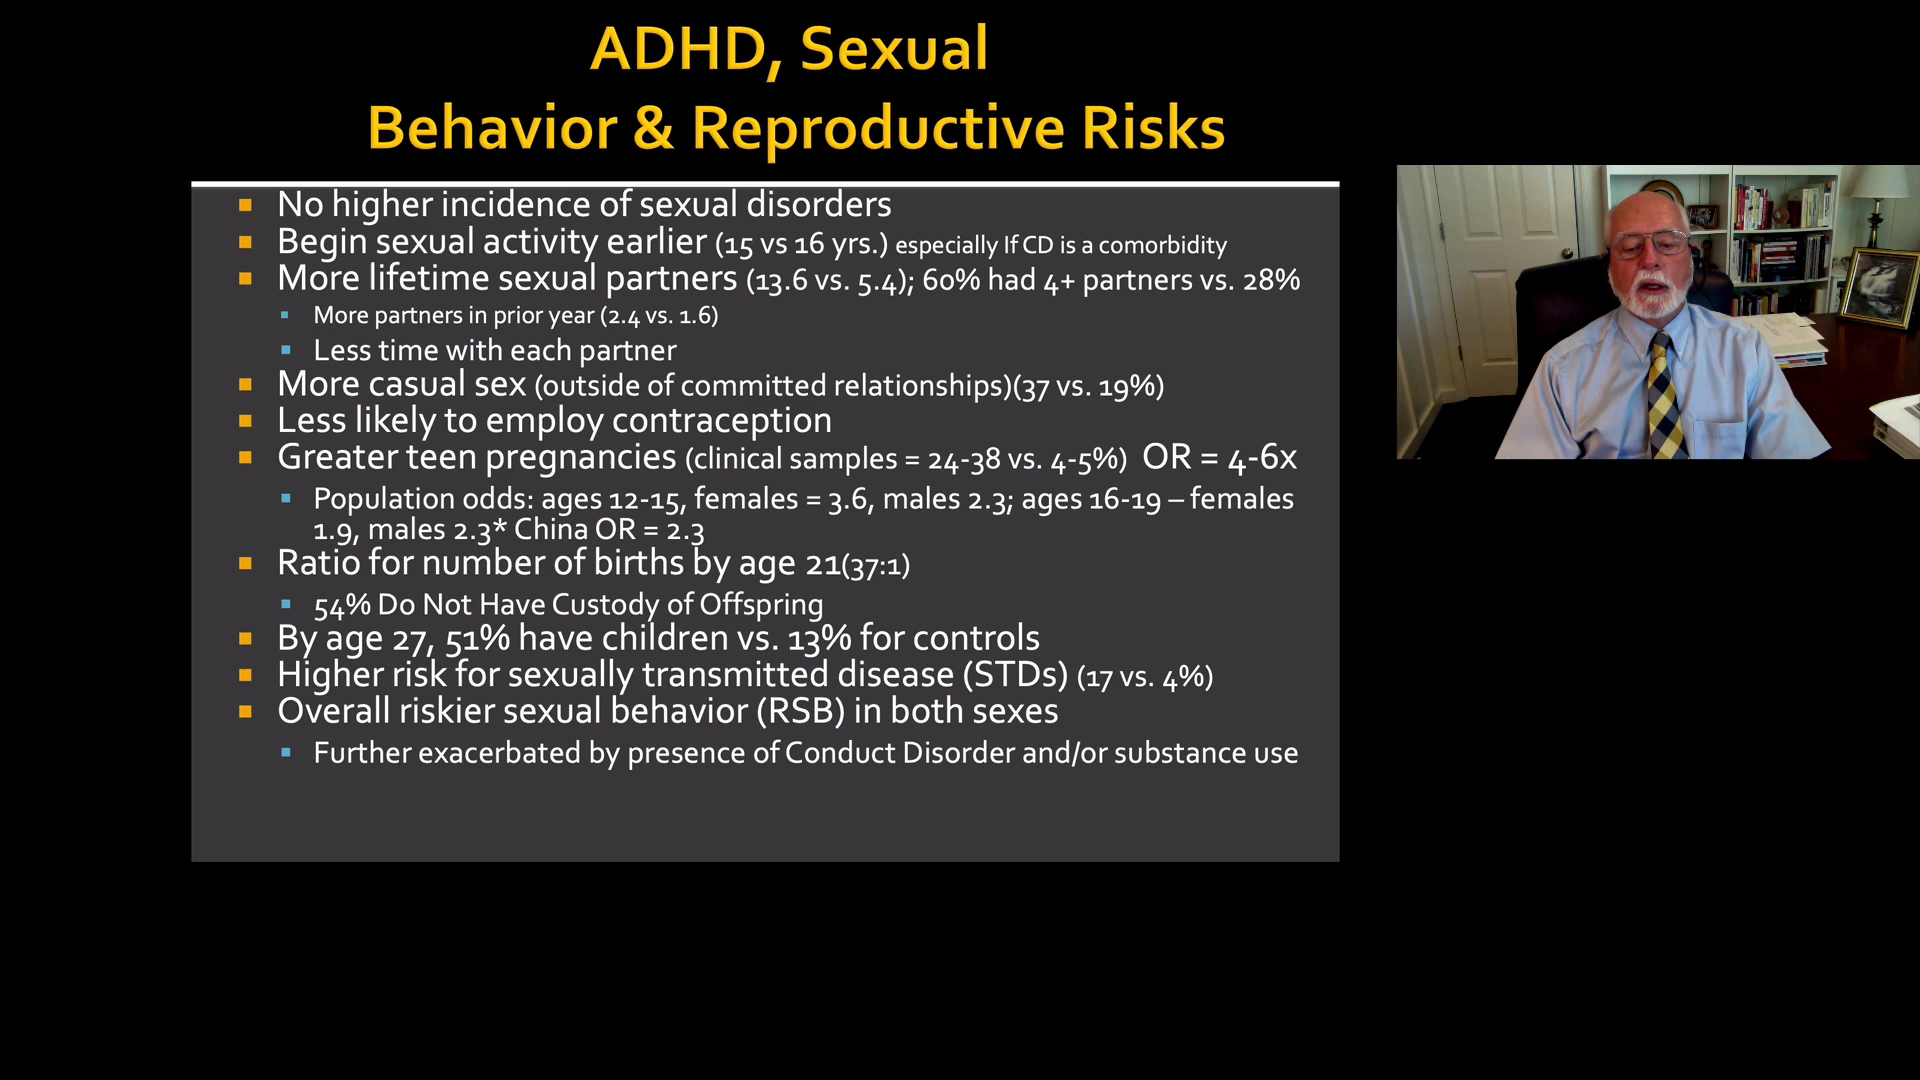 ADHD, Sexual
Behavior & Reproductive Risks
No higher incidence of sexual disorders
Begin sexual activity earlier (15 vs 16 yrs.) especially If CD is a comorbidity
More lifetime sexual partners (13.6 vs. 5.4); 60% had 4+ partners vs. 28%
More partners in prior year (2.4 vs. 1.6)
Less time with each partner
More casual sex (outside of committed relationships)(37 vs. 19%)
Less likely to employ contraception
Greater teen pregnancies (clinical samples = 24-38 vs. 4-5%) OR = 4-6x
Population odds: ages 12-15, females = 3.6, males 2.3; ages 16-19 – females
1.9, males 2.3* China OR = 2.3
Ratio for number of births by age 21(37:1)
54% Do Not Have Custody of Offspring
By age 27, 51% have children vs. 13% for controls
Higher risk for sexually transmitted disease (STDs) (17 vs. 4%)
Overall riskier sexual behavior (RSB) in both sexes
Further exacerbated by presence of Conduct Disorder and/or substance use